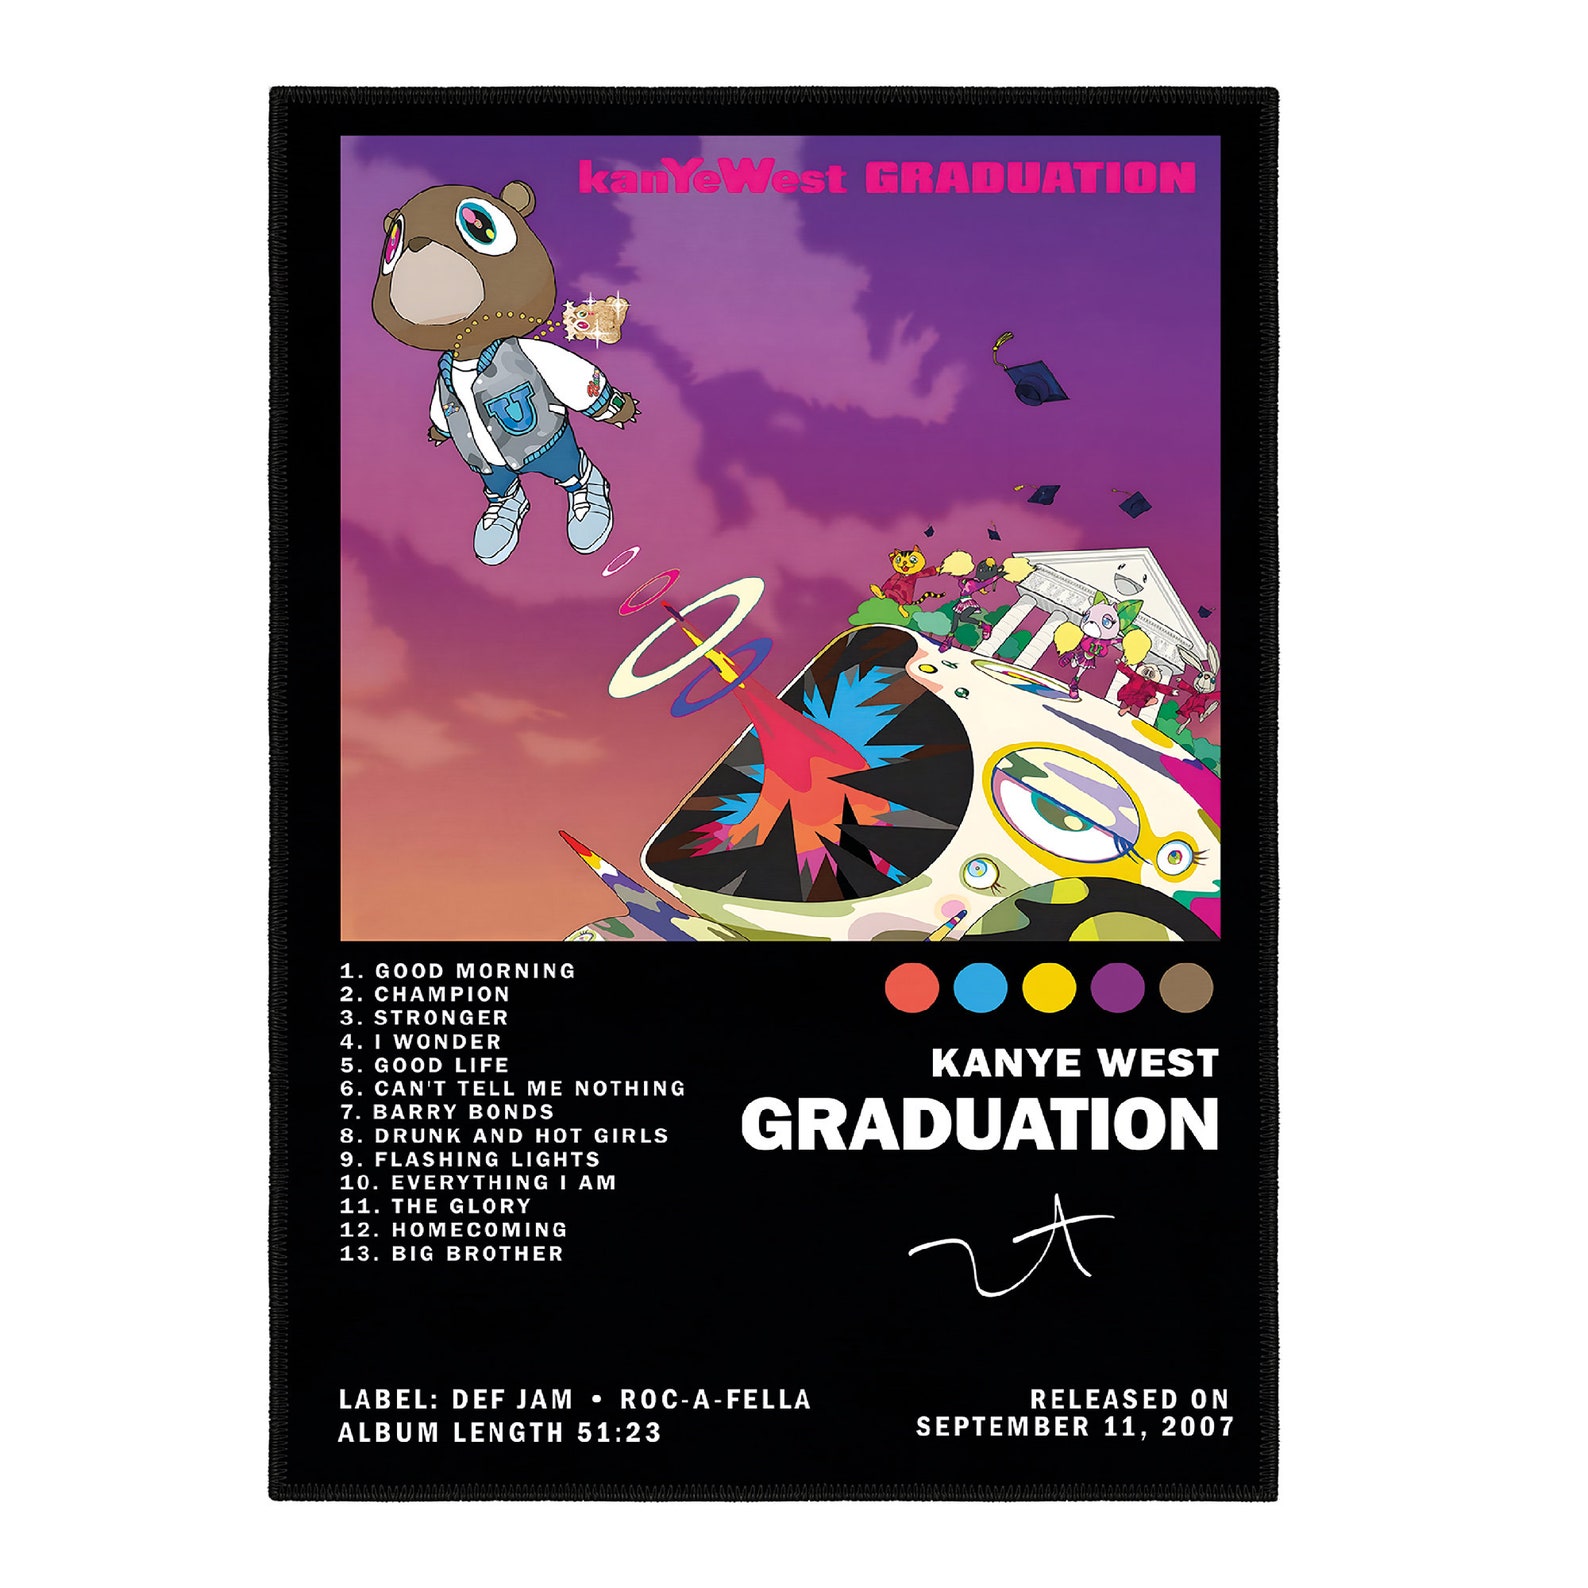 kanYeWest GRADUATION
U
1. GOOD MORNING
2. CHAMPION
3. STRONGER
4. I WONDER
5. GOOD LIFE
6. CAN'T TELL ME NOTHING
7. BARRY BONDS
8. DRUNK AND HOT GIRLS
9. FLASHING LIGHTS
10. EVERYTHING I AM
11. THE GLORY
12. HOMECOMING
13. BIG BROTHER
KANYE WEST
GRADUATION
LABEL: DEF JAM • ROC-A-FELLA
ALBUM LENGTH 51:23
RELEASED ON
SEPTEMBER 11, 2007